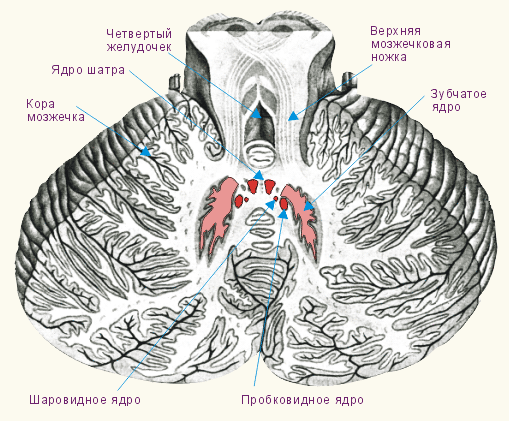 Четвертый
желудочек
Верхняя
мозжечковая
ножка
Ядро шатра
Зубчатое
ядро
Кора
мозжечка
Шаровидное ядро
Пробковидное ядро